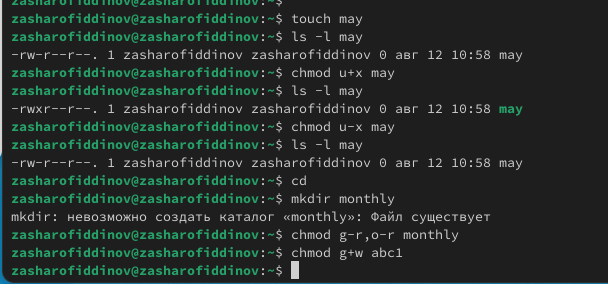 zasharofiddinov@zasharofiddinov:~$ touch may
zasharofiddinov@zasharofiddinov:~$ ls -l may
-rw-r--r--. 1 zasharofiddinov zasharofiddinov 0 авг 12 10:58 may
zasharofiddinov@zasharofiddinov:~$ chmod u+x may
zasharofiddinov@zasharofiddinov:~$ ls -l may
-rwxr--r--. 1 zasharofiddinov zasharofiddinov 0 авг 12 10:58 may
zasharofiddinov@zasharofiddinov:~$ chmod u-x may
zasharofiddinov@zasharofiddinov:~$ ls -l may
-rw-r--r--. 1 zasharofiddinov zasharofiddinov 0 авг 12 10:58 may
zasharofiddinov@zasharofiddinov:~$ cd
zasharofiddinov@zasharofiddinov:~$ mkdir monthly
mkdir: невозможно создать каталог «monthly»: Файл существует
zasharofiddinov@zasharofiddinov:~$ chmod g-r,o-r monthly
zasharofiddinov@zasharofiddinov:~$ chmod g+w abc1
zasharofiddinov@zasharofiddinov:~$